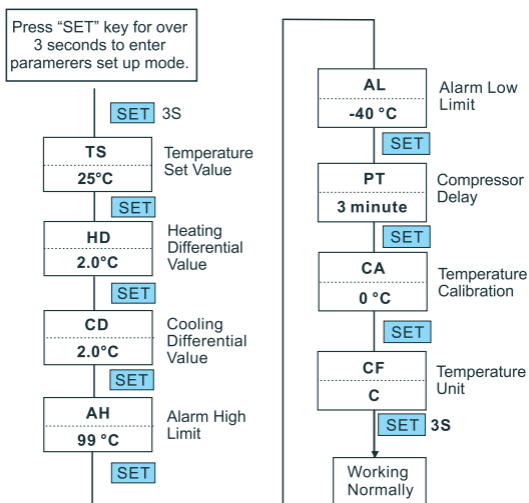 Press “SET” key for over
3 seconds to enter
paramerers set up mode.
SET 3S
TS
25°C
Temperature
Set Value
SET
HD
2.0°C
Heating
Differential
Value
SET
CD
2.0°C
Cooling
Differential
Value
SET
AH
99 °C
Alarm High
Limit
SET
AL
-40 °C
Alarm Low
Limit
SET
PT
3 minute
Compressor
Delay
SET
CA
0 °C
Temperature
Calibration
SET
CF
C
Temperature
Unit
SET 3S
Working
Normally